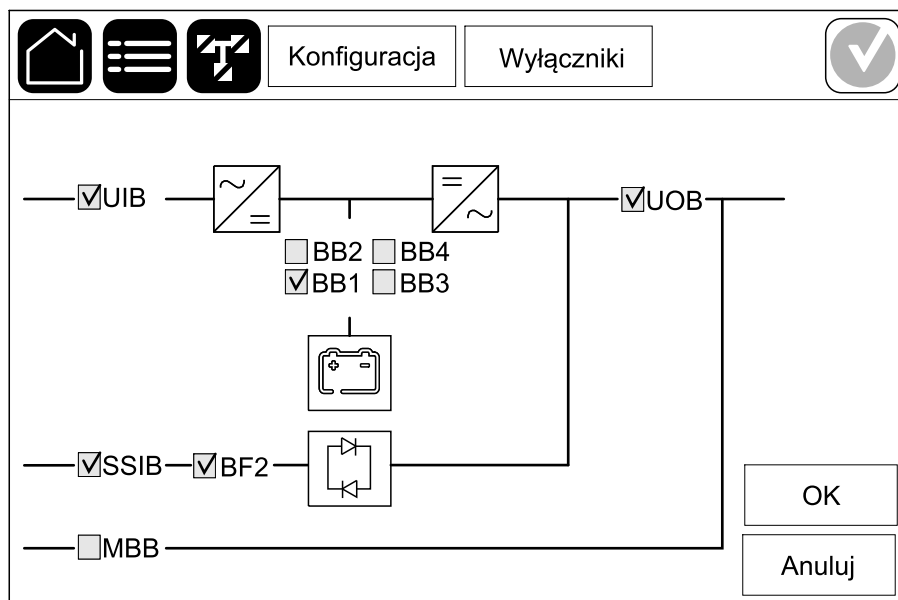 Konfiguracja
Wyłączniki
UIB
UOB
BB2 BB4
BB1 BB3
SSIB
BF2
OK
MBB
Anuluj